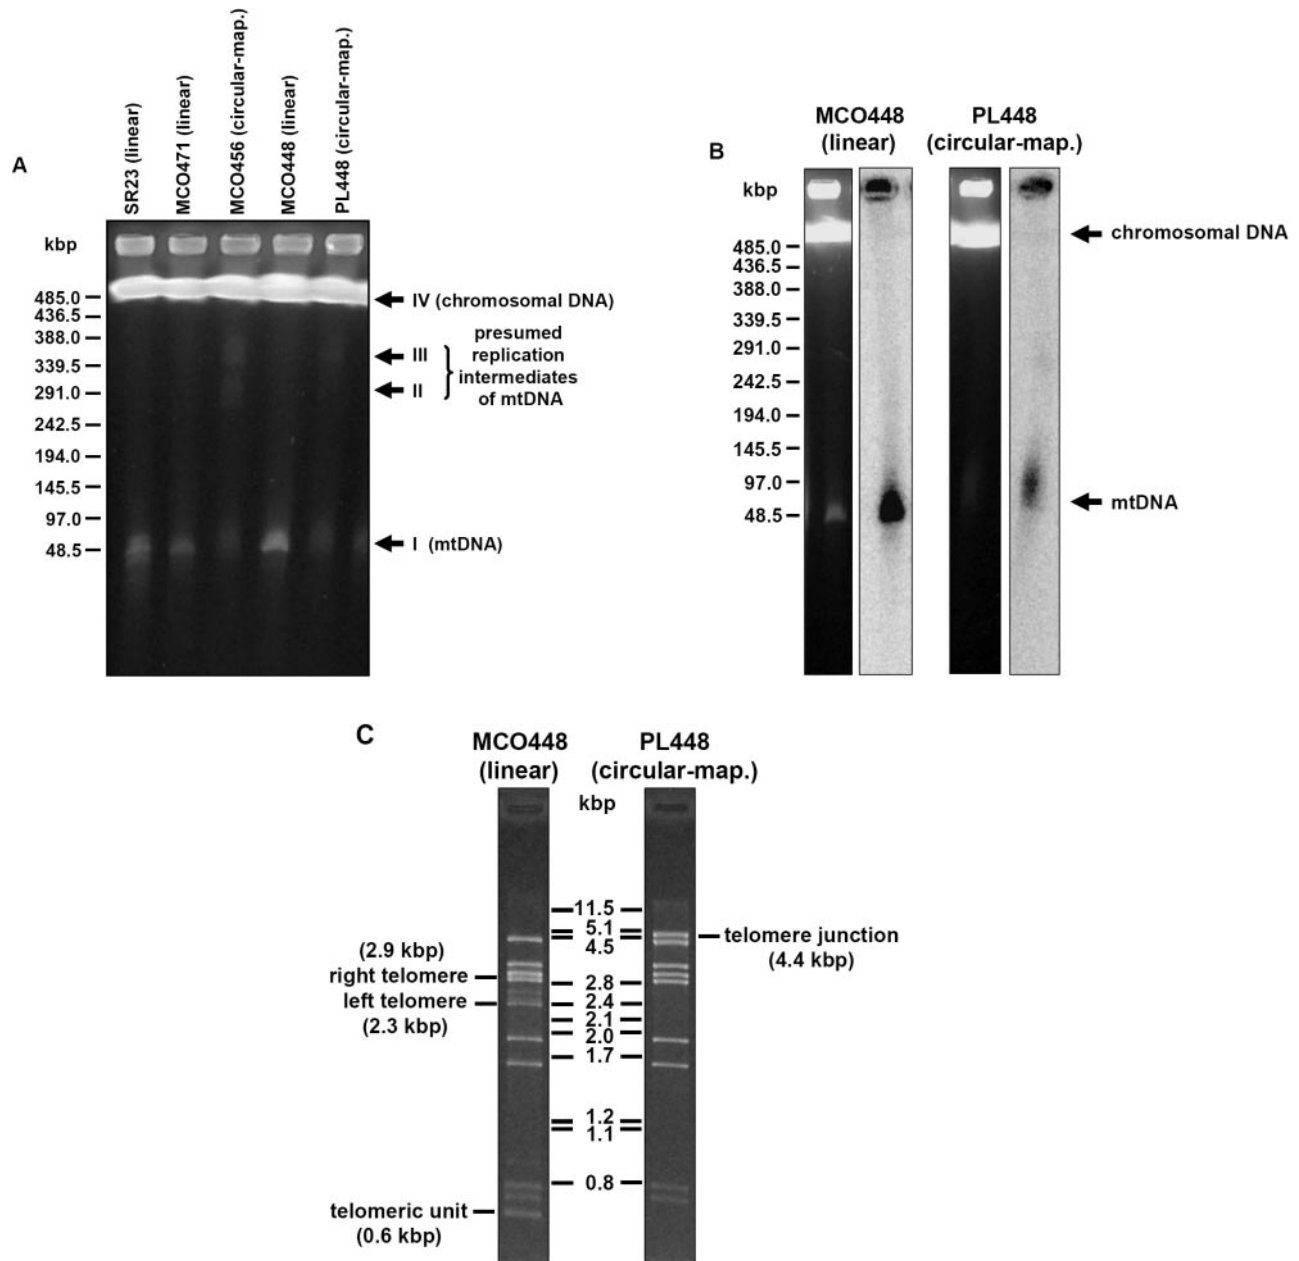 A
SR23 (linear)
MCO471 (linear)
MCO456 (circular-map.)
MCO448 (linear)
PL448 (circular-map.)
kbp
485.0
436.5
388.0
339.5
291.0
242.5
194.0
145.5
97.0
48.5
IV (chromosomal DNA)
III
II
presumed
replication
intermediates
of mtDNA
I (mtDNA)
B
MCO448
(linear)
PL448
(circular-map.)
kbp
485.0
436.5
388.0
339.5
291.0
242.5
194.0
145.5
97.0
48.5
chromosomal DNA
mtDNA
C
MCO448
(linear)
PL448
(circular-map.)
kbp
11.5
5.1
4.5
2.8
2.4
2.1
2.0
1.7
1.2
1.1
0.8
(2.9 kbp)
right telomere
left telomere
(2.3 kbp)
telomeric unit
(0.6 kbp)
telomere junction
(4.4 kbp)